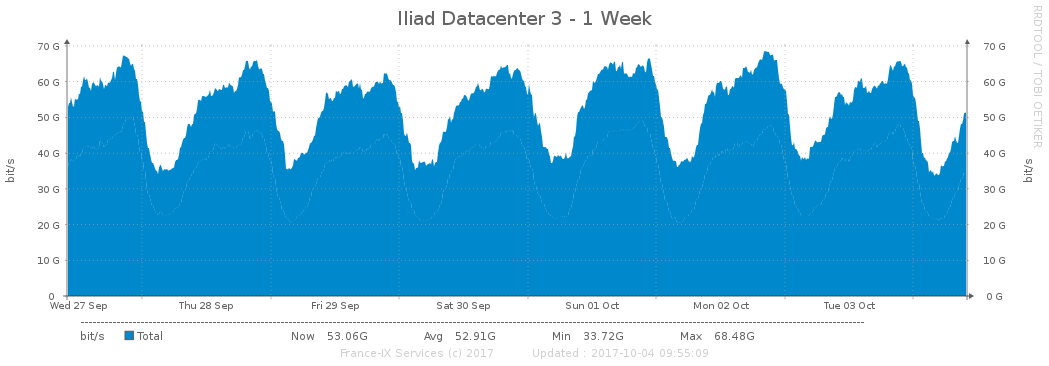 Iliad Datacenter 3 - 1 Week
RRDTOOL / TOBI OETIKER
70 G 70 G
60 G 60 G
50 G 50 G
40 G 40 G
30 G 30 G
20 G 20 G
10 G 10 G
0 0 G
bit/s bit/s
Wed 27 Sep Thu 28 Sep Fri 29 Sep Sat 30 Sep Sun 01 Oct Mon 02 Oct Tue 03 Oct
bit/s Total Now 53.06G Avg 52.91G Min 33.72G Max 68.48G
France-IX Services (c) 2017 Updated : 2017-10-04 09:55:09